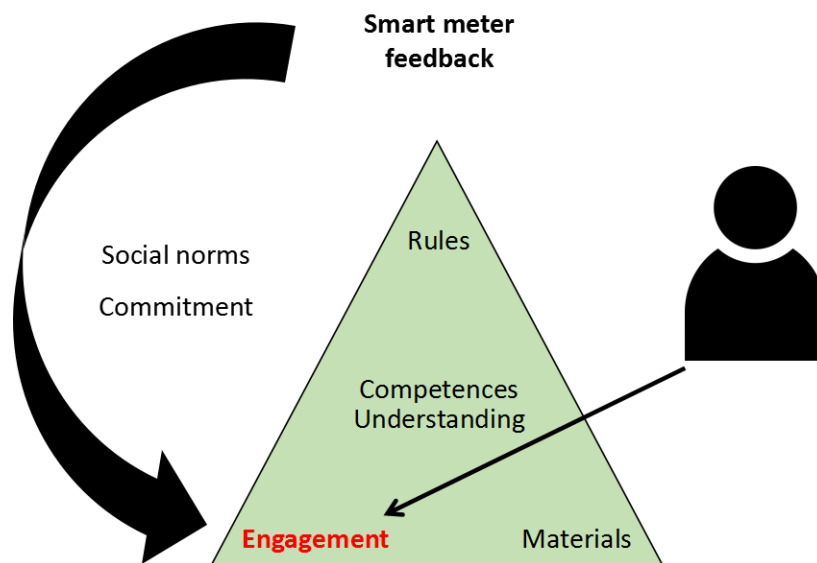 Smart meter
feedback
Rules
Social norms
Commitment
Competences
Understanding
Engagement
Materials